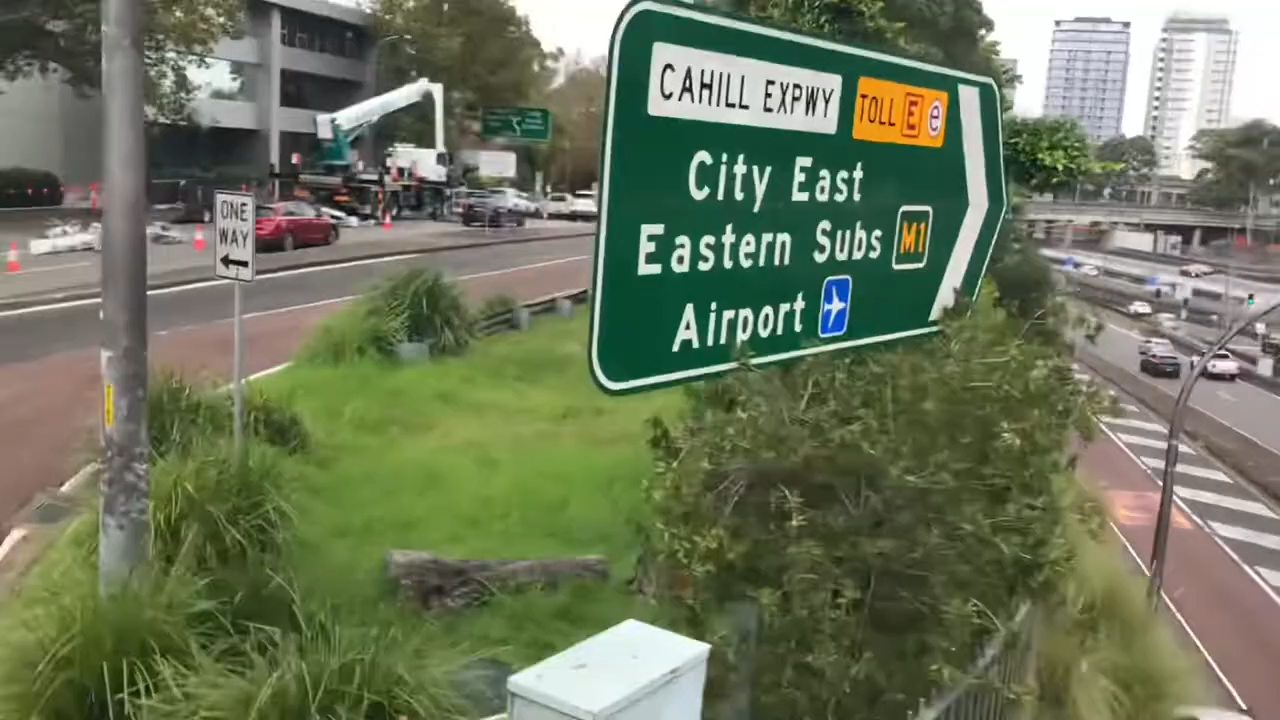 CAHILL EXPWY TOLL E e
City East
Eastern Subs M1
Airport
ONE
WAY